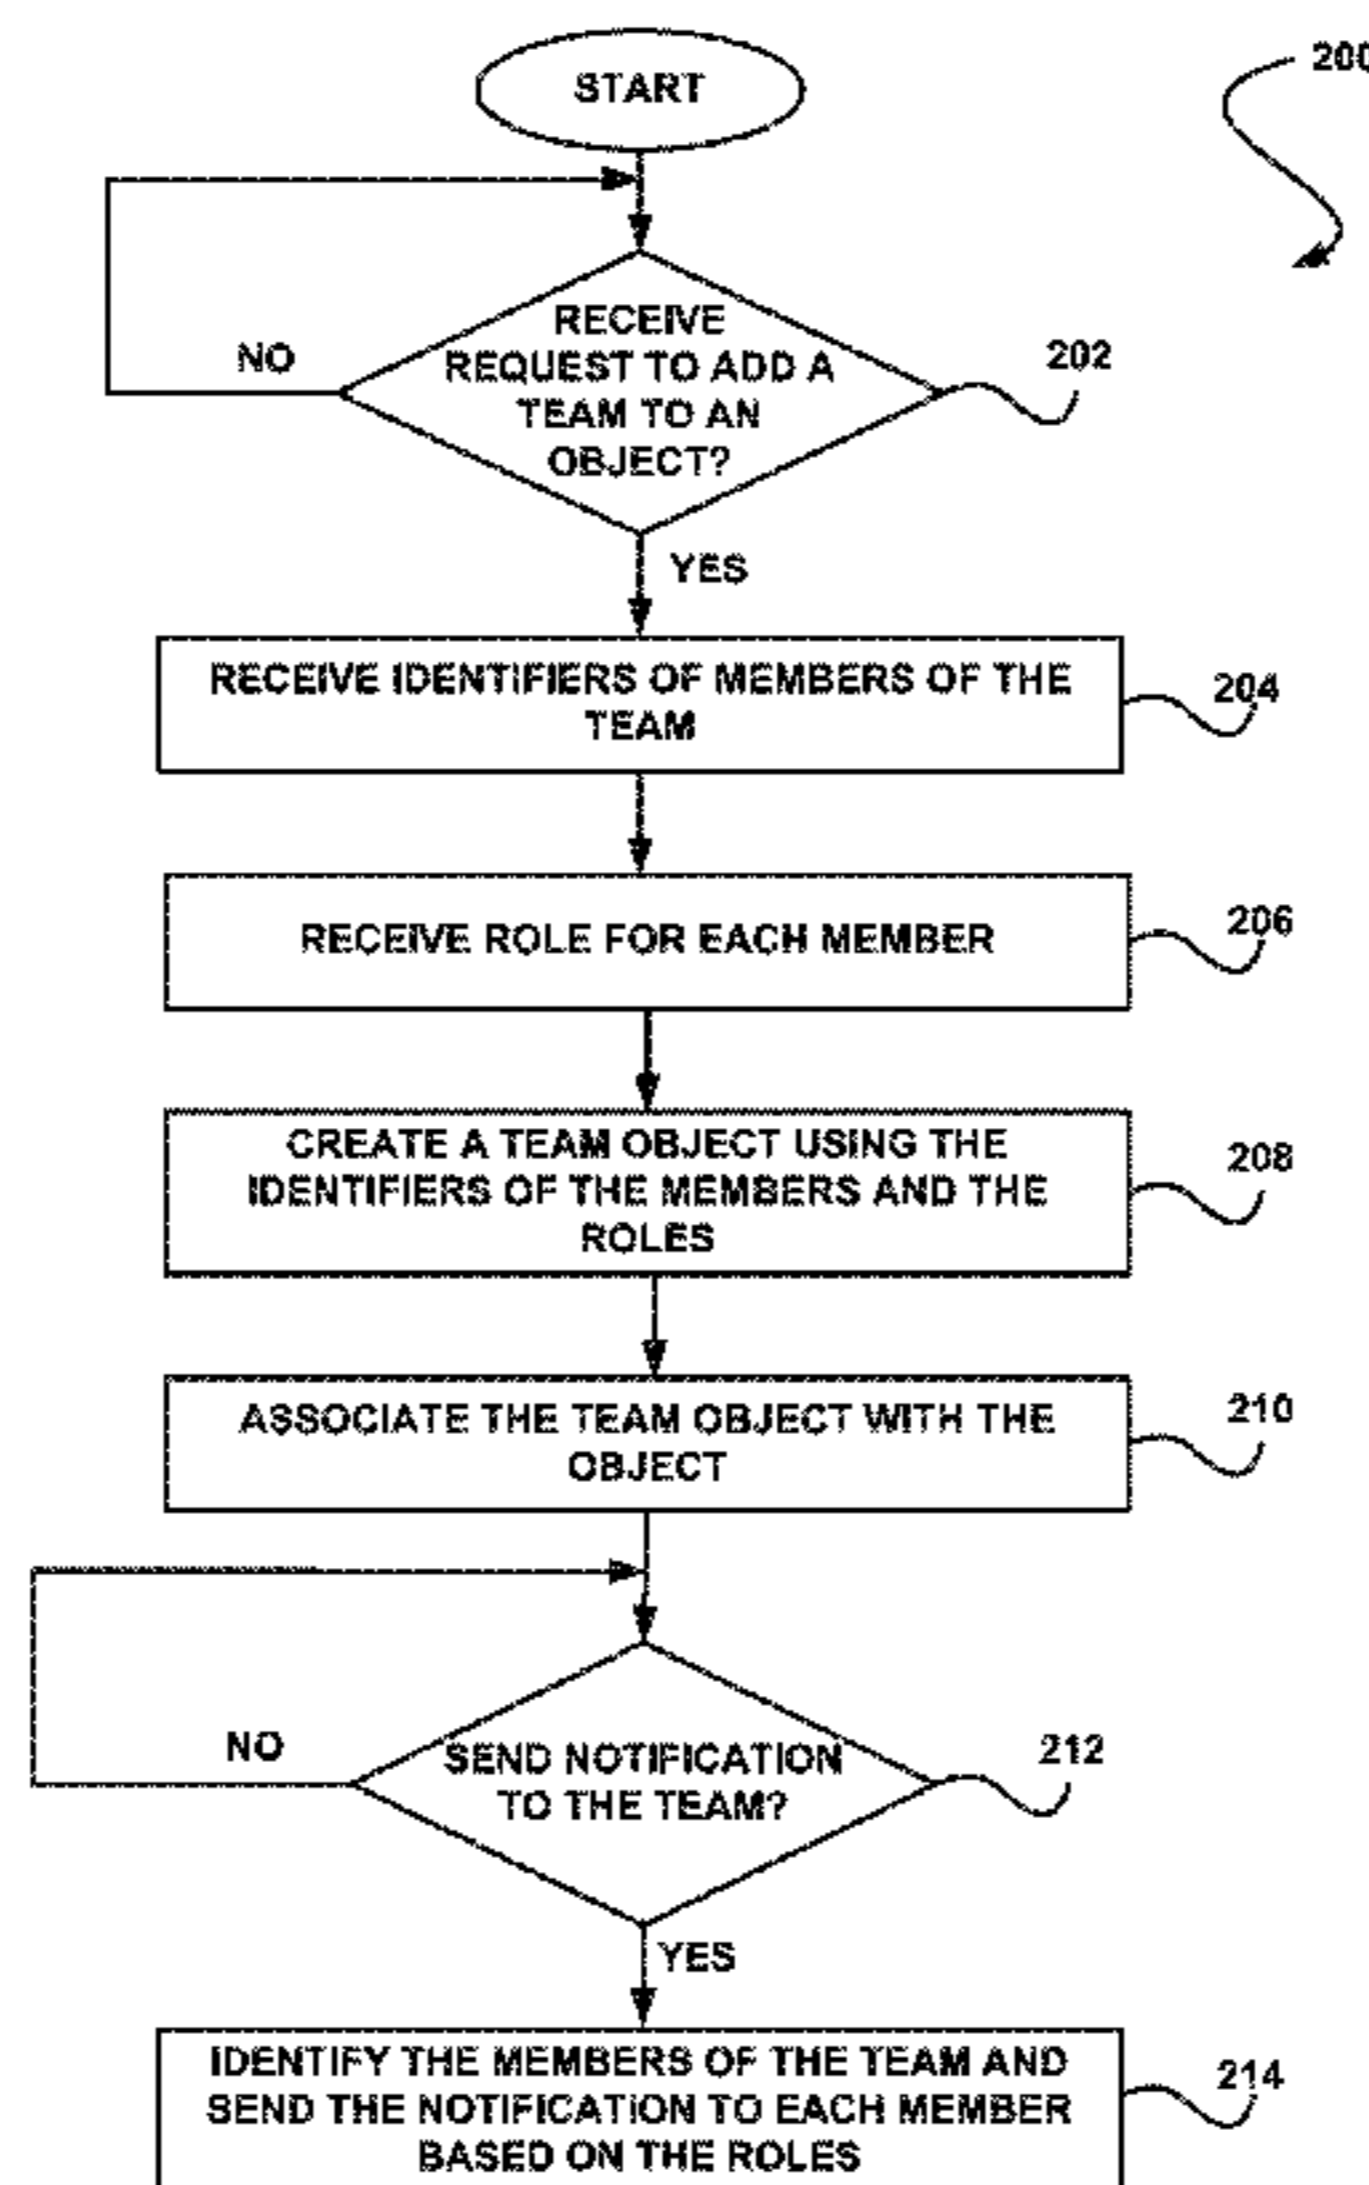 START
200
RECEIVE
REQUEST TO ADD A
TEAM TO AN
OBJECT?
NO
202
YES
RECEIVE IDENTIFIERS OF MEMBERS OF THE
TEAM
204
RECEIVE ROLE FOR EACH MEMBER
206
CREATE A TEAM OBJECT USING THE
IDENTIFIERS OF THE MEMBERS AND THE
ROLES
208
ASSOCIATE THE TEAM OBJECT WITH THE
OBJECT
210
NO
SEND NOTIFICATION
TO THE TEAM?
212
YES
IDENTIFY THE MEMBERS OF THE TEAM AND
SEND THE NOTIFICATION TO EACH MEMBER
BASED ON THE ROLES
214